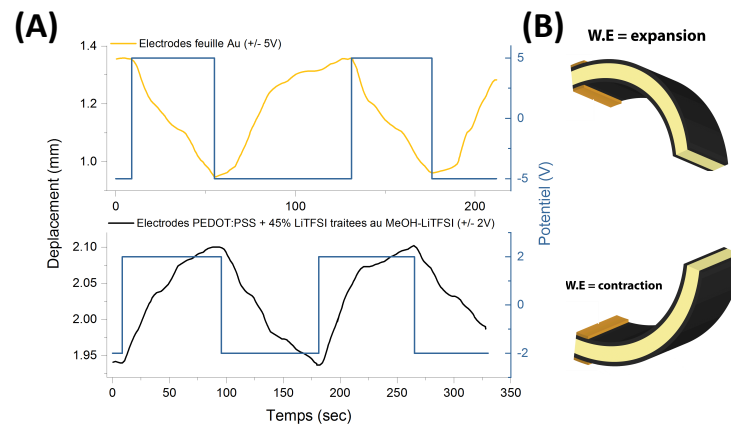 (A)
Electrodes feuille Au (+/- 5V)
1.4
1.2
1.0
0
100
200
5
0
-5
Electrodes PEDOT:PSS + 45% LiTFSI traitees au MeOH-LiTFSI (+/- 2V)
2.10
2.05
2.00
1.95
2
0
-2
0
50
100
150
200
250
300
350
Deplacement (mm)
Potentiel (V)
Temps (sec)
(B)
W.E = expansion
W.E = contraction